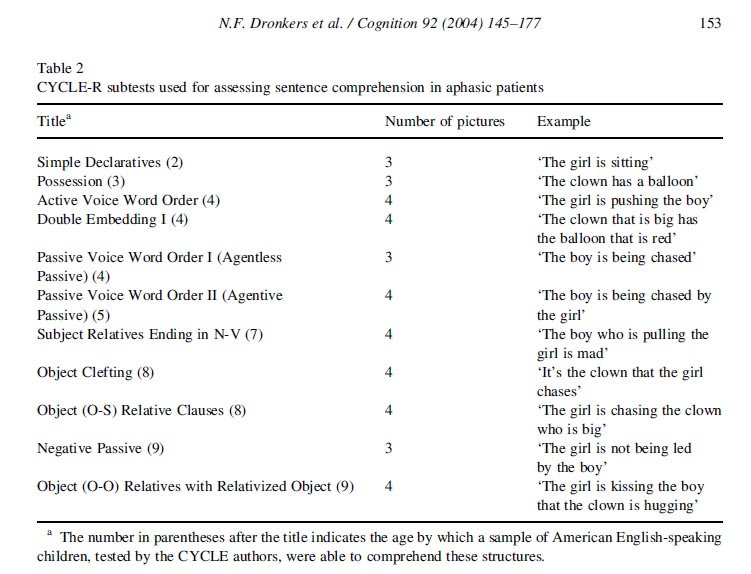 N.F. Dronkers et al. / Cognition 92 (2004) 145–177 153
Table 2
CYCLE-R subtests used for assessing sentence comprehension in aphasic patients
Titleª Number of pictures Example
Simple Declaratives (2) 3 ‘The girl is sitting’
Possession (3) 3 ‘The clown has a balloon’
Active Voice Word Order (4) 4 ‘The girl is pushing the boy’
Double Embedding I (4) 4 ‘The clown that is big has
the balloon that is red’
Passive Voice Word Order I (Agentless 3 ‘The boy is being chased’
Passive) (4)
Passive Voice Word Order II (Agentive 4 ‘The boy is being chased by
Passive) (5) the girl’
Subject Relatives Ending in N-V (7) 4 ‘The boy who is pulling the
girl is mad’
Object Clefting (8) 4 ‘It’s the clown that the girl
chases’
Object (O-S) Relative Clauses (8) 4 ‘The girl is chasing the clown
who is big’
Negative Passive (9) 3 ‘The girl is not being led
by the boy’
Object (O-O) Relatives with Relativized Object (9) 4 ‘The girl is kissing the boy
that the clown is hugging’
ª The number in parentheses after the title indicates the age by which a sample of American English-speaking
children, tested by the CYCLE authors, were able to comprehend these structures.